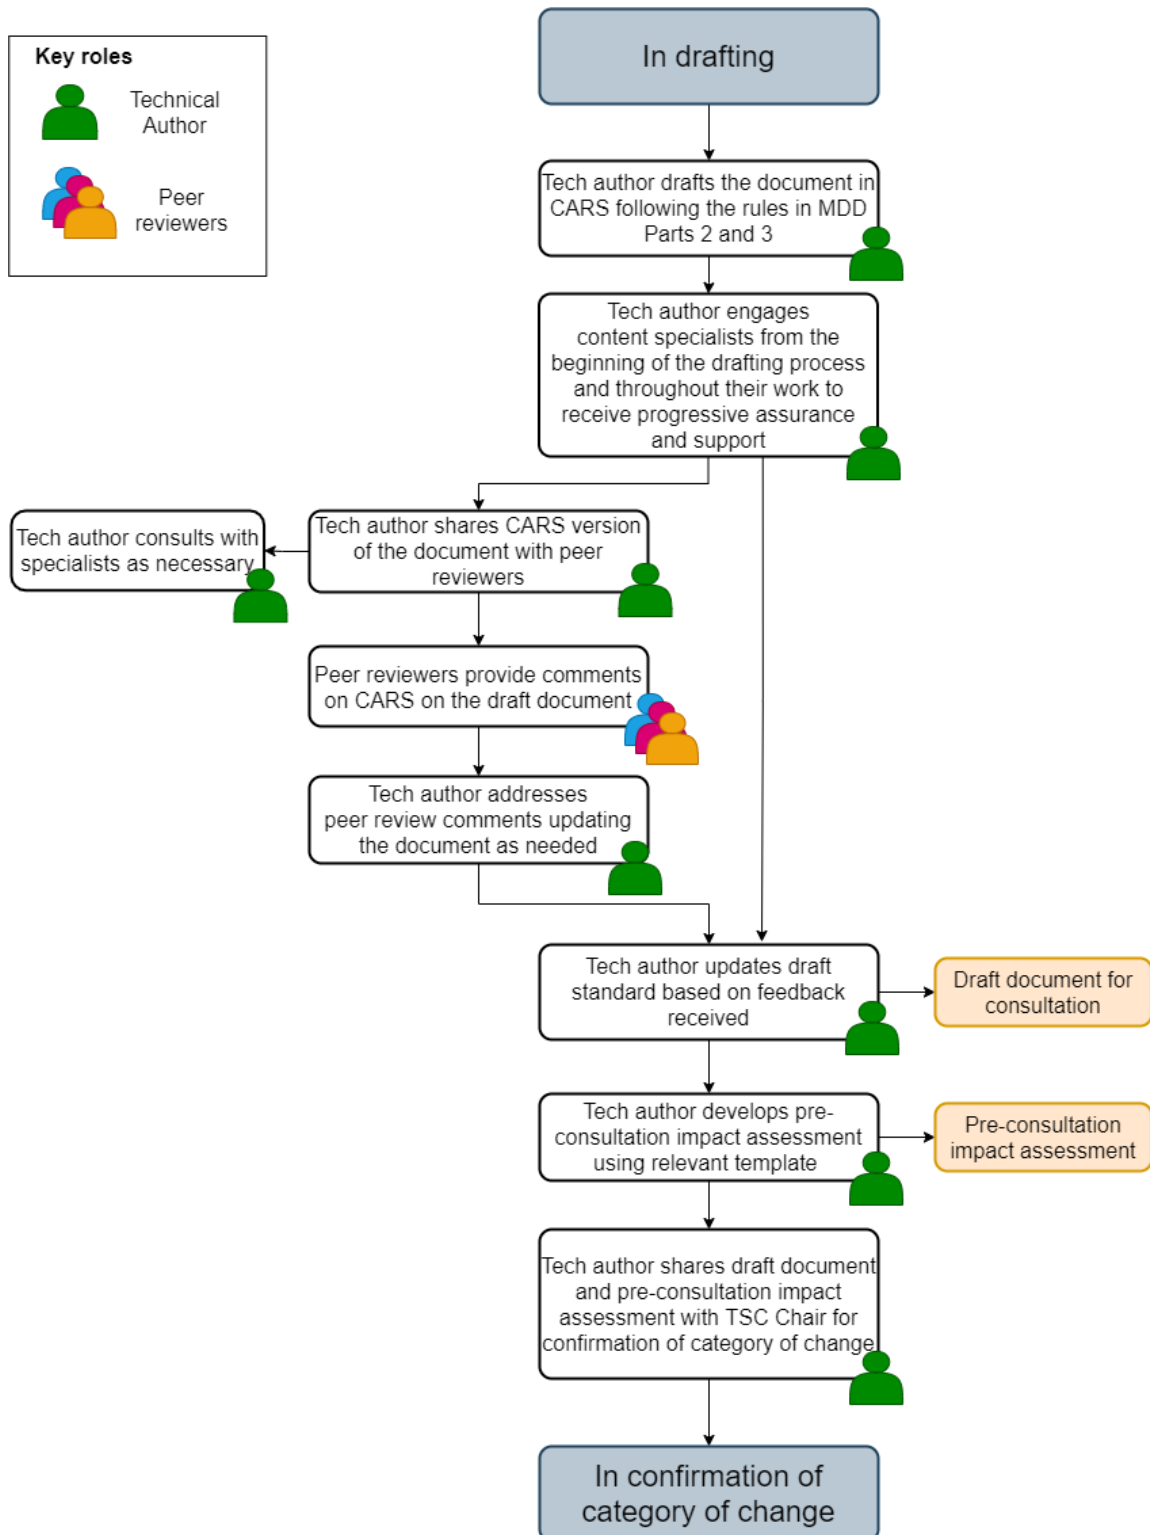 Key roles
Technical
Author
Peer
reviewers
In drafting
Tech author drafts the document in
CARS following the rules in MDD
Parts 2 and 3
Tech author engages
content specialists from the
beginning of the drafting process
and throughout their work to
receive progressive assurance
and support
Tech author consults with
specialists as necessary
Tech author shares CARS version
of the document with peer
reviewers
Peer reviewers provide comments
on CARS on the draft document
Tech author addresses
peer review comments updating
the document as needed
Tech author updates draft
standard based on feedback
received
Draft document for
consultation
Tech author develops pre-
consultation impact assessment
using relevant template
Pre-consultation
impact assessment
Tech author shares draft document
and pre-consultation impact
assessment with TSC Chair for
confirmation of category of change
In confirmation of
category of change